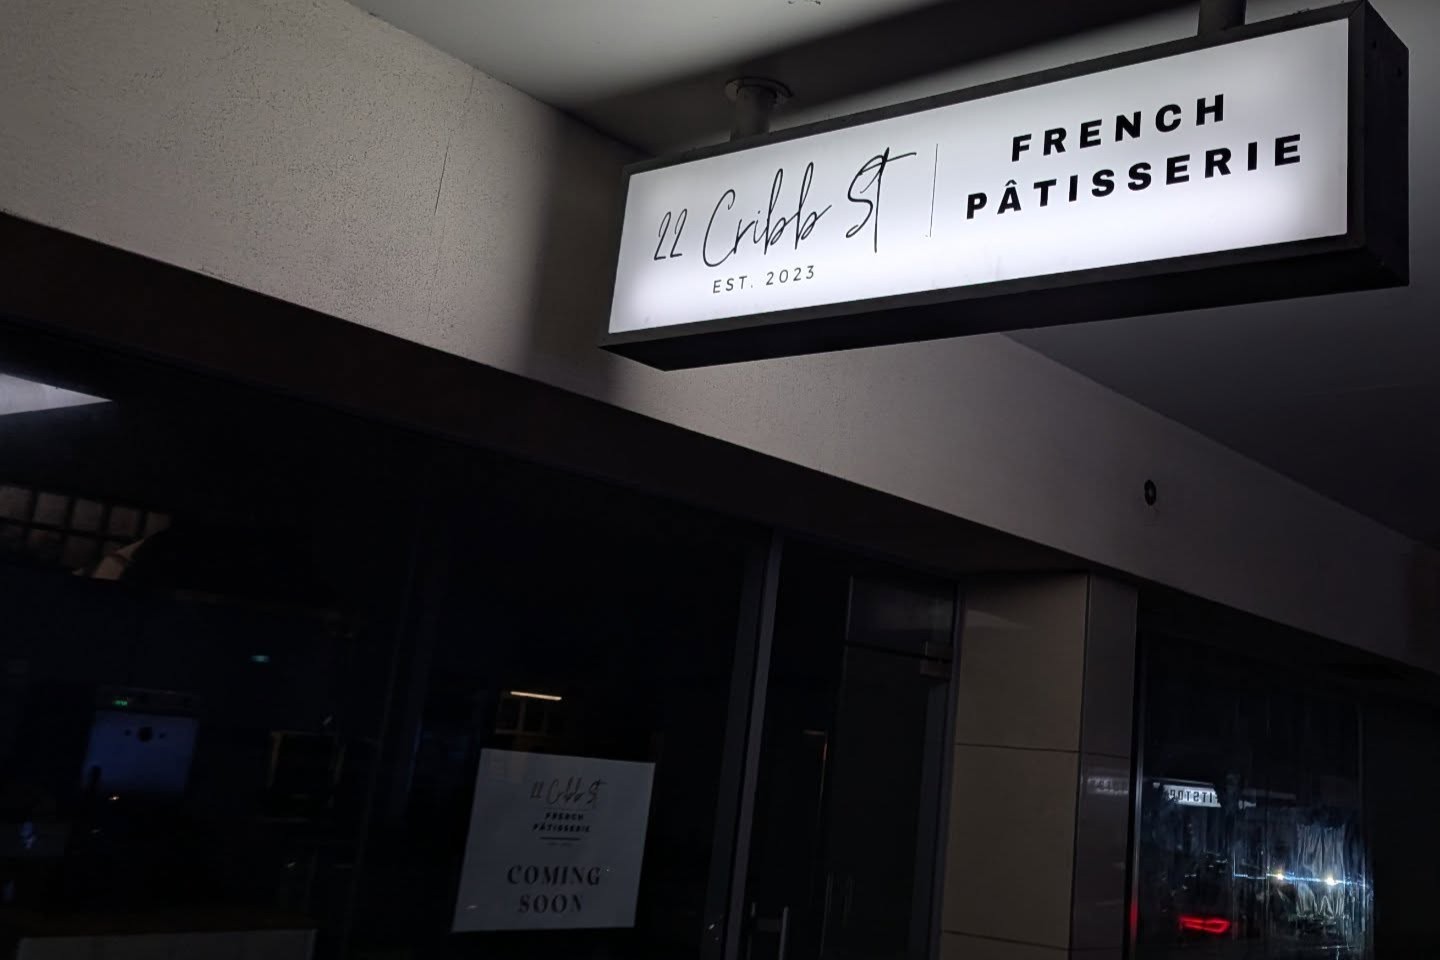 22 Cribb St
EST. 2023
FRENCH
PÂTISSERIE
22 Cribb St
FRENCH
PÂTISSERIE
COMING
SOON